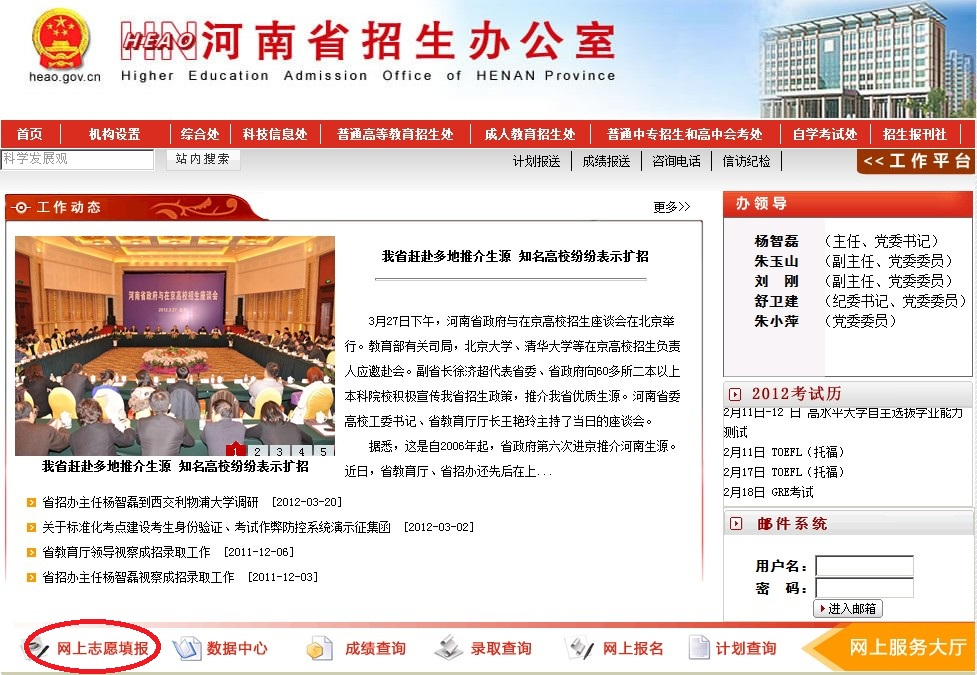 HNHEAO河南省招生办公室
heao.gov.cn
Higher Education Admission Office of HENAN Province
首页 机构设置 综合处 科技信息处 普通高等教育招生处 成人教育招生处 普通中专招生和高中会考处 自学考试处 招生报刊社
科学发展观 站内搜索 计划报送 成绩报送 咨询电话 信访纪检 <<工作平台
工作动态 更多>>
河南省政府与在京高校招生座谈会
1 2 3 4 5
我省赶赴多地推介生源 知名高校纷纷表示扩招
我省赶赴多地推介生源 知名高校纷纷表示扩招
3月27日下午，河南省政府与在京高校招生座谈会在北京举
行。教育部有关司局，北京大学、清华大学等在京高校招生负责
人应邀赴会。副省长徐济超代表省委、省政府向60多所二本以上
本科院校积极宣传我省招生政策，推介我省优质生源。河南省委
高校工委书记、省教育厅厅长王艳玲主持了当日的座谈会。
据悉，这是自2006年起，省政府第六次进京推介河南生源。
近日，省教育厅、省招办还先后在上...
省招办主任杨智磊到西交利物浦大学调研 [2012-03-20]
关于标准化考点建设考生身份验证、考试作弊防控系统演示征集函 [2012-03-02]
省教育厅领导视察成招录取工作 [2011-12-06]
省招办主任杨智磊视察成招录取工作 [2011-12-03]
办领导
杨智磊 （主任、党委书记）
朱玉山 （副主任、党委委员）
刘 刚 （副主任、党委委员）
舒卫建 （纪委书记、党委委员）
朱小萍 （党委委员）
2012考试历
2月11日-12 日 高水平大学自主选拔学业能力
测试
2月11日 TOEFL（托福）
2月17日 TOEFL（托福）
2月18日 GRE考试
邮件系统
用户名：
密 码：
进入邮箱
网上志愿填报 数据中心 成绩查询 录取查询 网上报名 计划查询 网上服务大厅